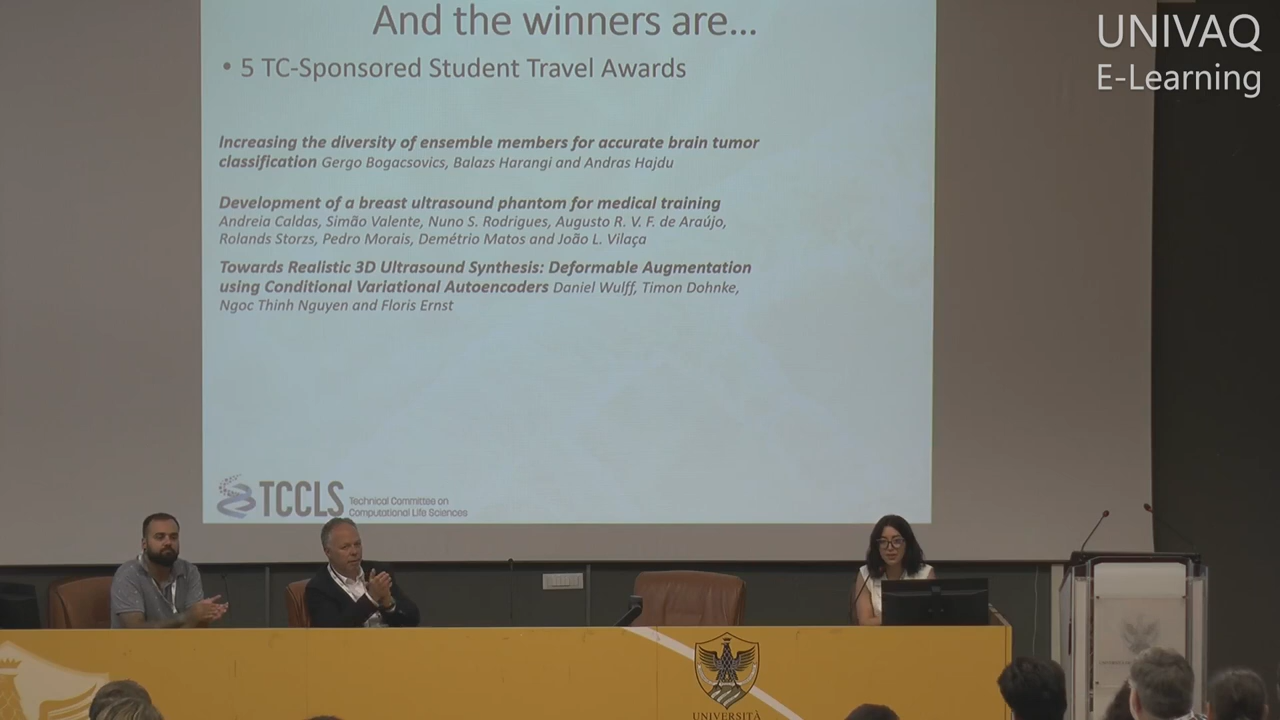 And the winners are...
• 5 TC-Sponsored Student Travel Awards
Increasing the diversity of ensemble members for accurate brain tumor
classification Gergo Bogacsovics, Balazs Harangi and Andras Hajdu
Development of a breast ultrasound phantom for medical training
Andreia Caldas, Simão Valente, Nuno S. Rodrigues, Augusto R. V. F. de Araújo,
Rolands Storzs, Pedro Morais, Demétrio Matos and João L. Vilaça
Towards Realistic 3D Ultrasound Synthesis: Deformable Augmentation
using Conditional Variational Autoencoders Daniel Wulff, Timon Dohnke,
Ngoc Thinh Nguyen and Floris Ernst
TCCLS Technical Committee on
Computational Life Sciences
UNIVAQ
E-Learning
UNIVERSITÀ